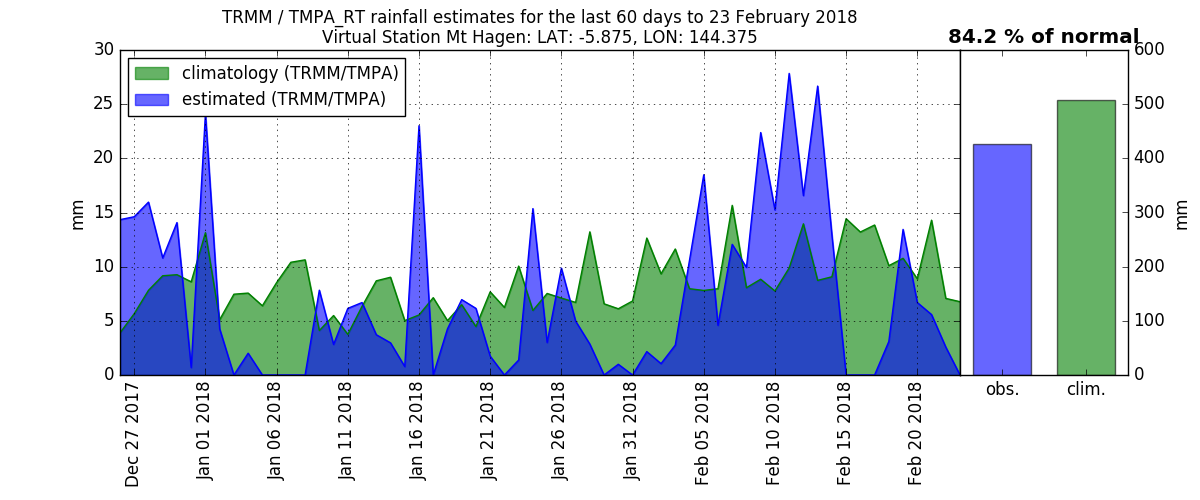 TRMM / TMPA_RT rainfall estimates for the last 60 days to 23 February 2018
Virtual Station Mt Hagen: LAT: -5.875, LON: 144.375
84.2 % of normal
climatology (TRMM/TMPA)
estimated (TRMM/TMPA)
30
25
20
15
10
5
0
mm
Dec 27 2017
Jan 01 2018
Jan 06 2018
Jan 11 2018
Jan 16 2018
Jan 21 2018
Jan 26 2018
Jan 31 2018
Feb 05 2018
Feb 10 2018
Feb 15 2018
Feb 20 2018
obs.
clim.
600
500
400
300
200
100
0
mm